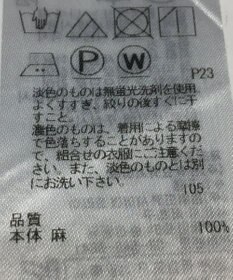 P W
P23
淡色のものは無蛍光洗剤を使用
よくすすぎ、絞りの後すぐに干
すこと。
濃色のものは、着用による摩擦
で色落ちすることがありますの
で、組合せの衣服にご注意くだ
さい。また、淡色のものとは別
にお洗い下さい。
105
品質
本体 麻 100%